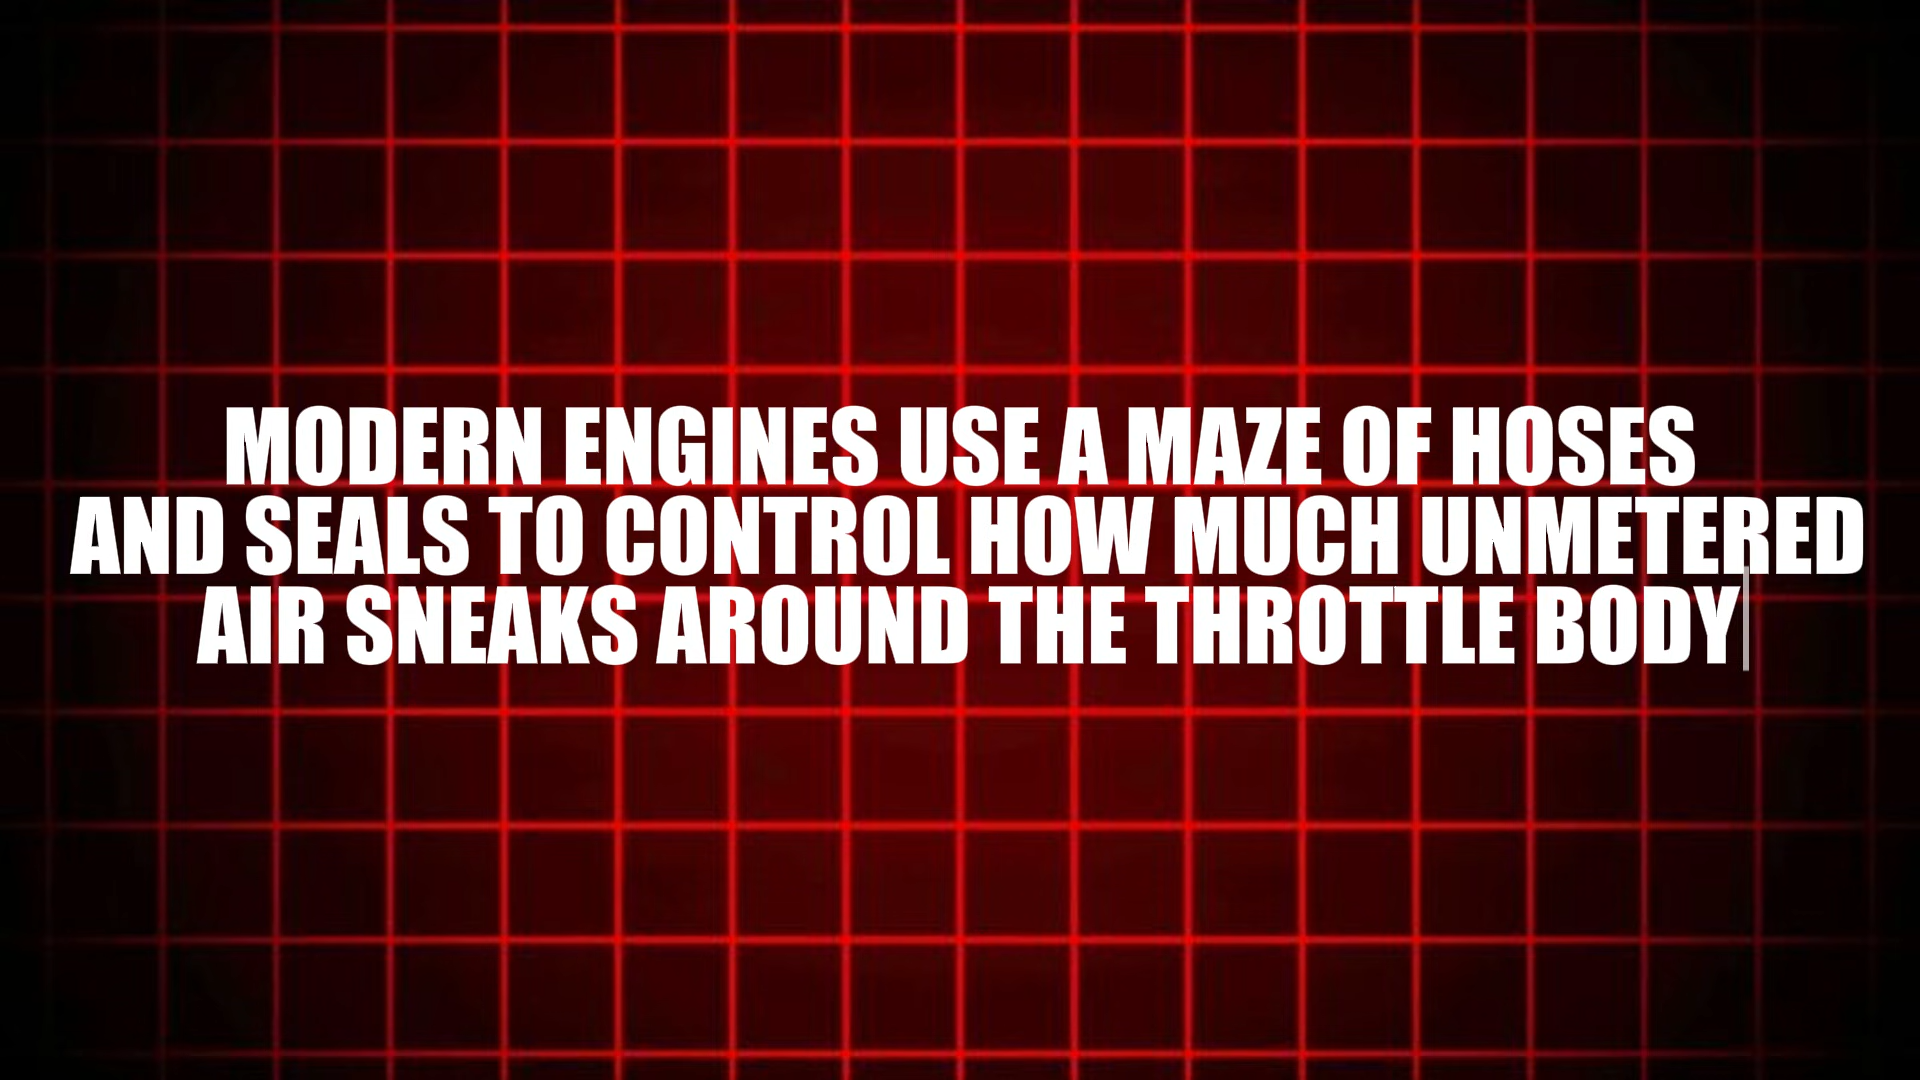 MODERN ENGINES USE A MAZE OF HOSES
AND SEALS TO CONTROL HOW MUCH UNMETERED
AIR SNEAKS AROUND THE THROTTLE BODY